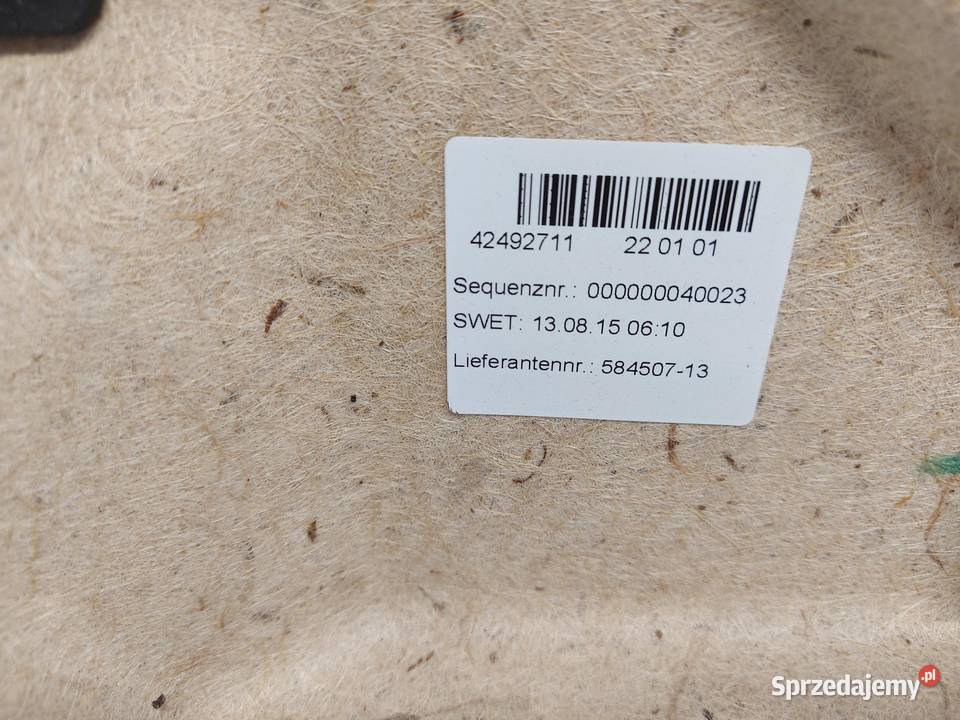 42492711 22 01 01
Sequenznr.: 000000040023
SWET: 13.08.15 06:10
Lieferantennr.: 584507-13
Sprzedajemy.pl